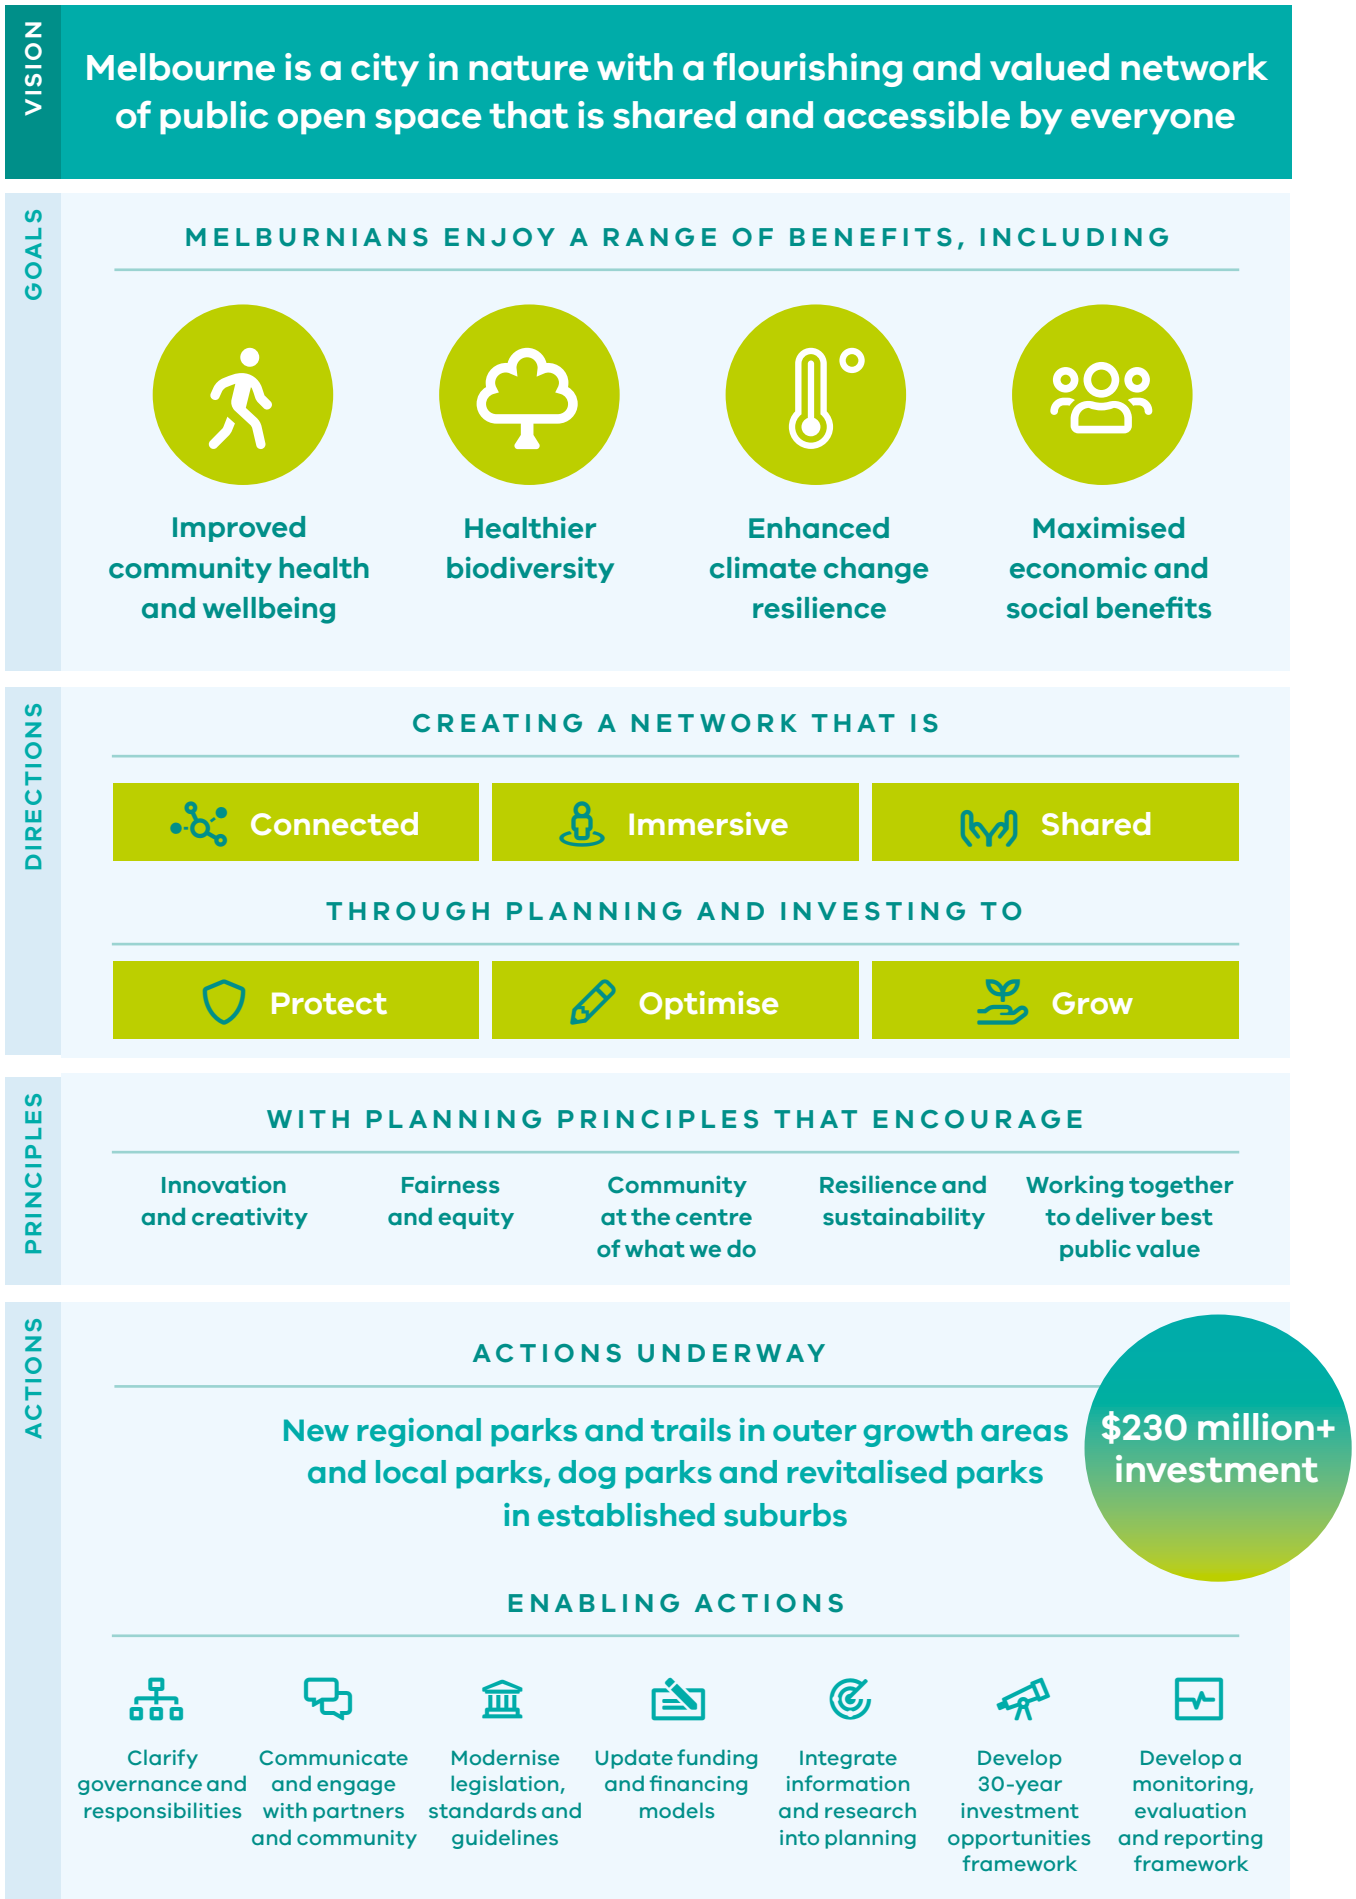 VISION
Melbourne is a city in nature with a flourishing and valued network
of public open space that is shared and accessible by everyone
GOALS
MELBURNIANS ENJOY A RANGE OF BENEFITS, INCLUDING
Improved
community health
and wellbeing
Healthier
biodiversity
Enhanced
climate change
resilience
Maximised
economic and
social benefits
DIRECTIONS
CREATING A NETWORK THAT IS
Connected
Immersive
Shared
THROUGH PLANNING AND INVESTING TO
Protect
Optimise
Grow
PRINCIPLES
WITH PLANNING PRINCIPLES THAT ENCOURAGE
Innovation
and creativity
Fairness
and equity
Community
at the centre
of what we do
Resilience and
sustainability
Working together
to deliver best
public value
ACTIONS
ACTIONS UNDERWAY
New regional parks and trails in outer growth areas
and local parks, dog parks and revitalised parks
in established suburbs
$230 million+
investment
ENABLING ACTIONS
Clarify
governance and
responsibilities
Communicate
and engage
with partners
and community
Modernise
legislation,
standards and
guidelines
Update funding
and financing
models
Integrate
information
and research
into planning
Develop
30-year
investment
opportunities
framework
Develop a
monitoring,
evaluation
and reporting
framework